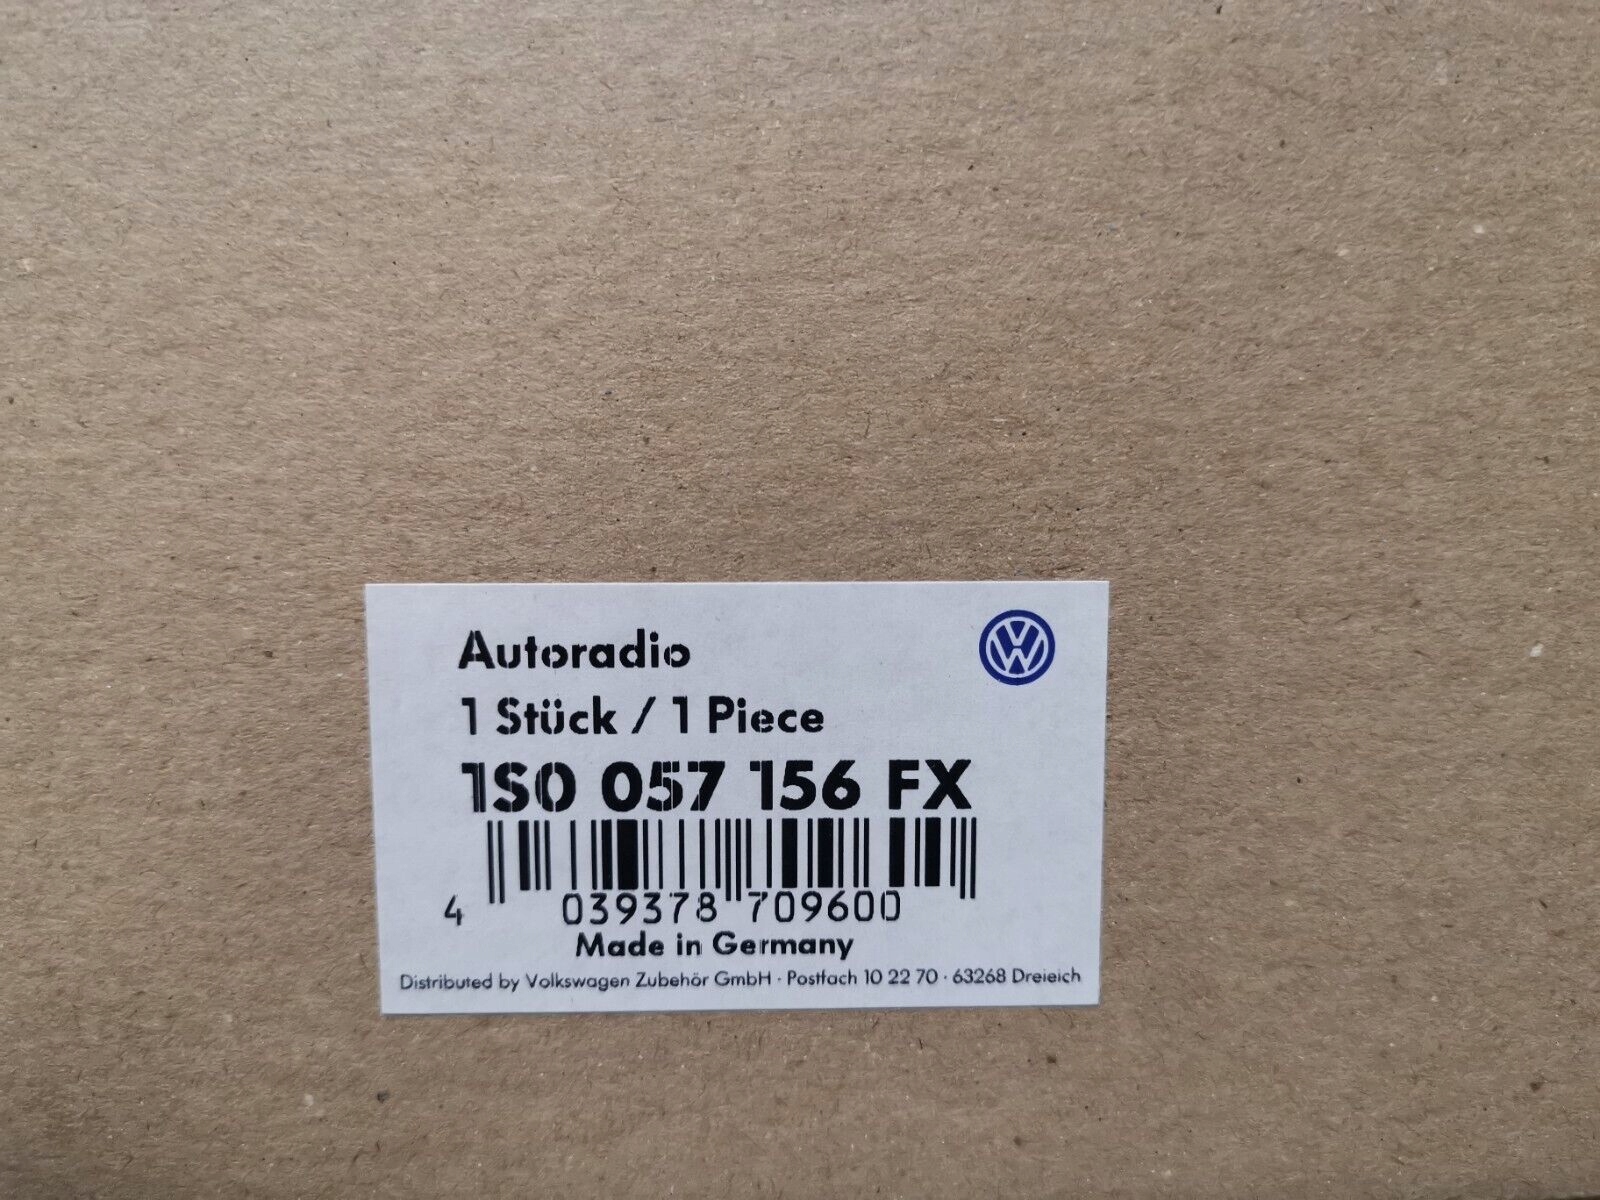 Autoradio
1 Stück / 1 Piece
1S0 057 156 FX
4 039378 709600
Made in Germany
Distributed by Volkswagen Zubehör GmbH · Postfach 10 22 70 · 63268 Dreieich